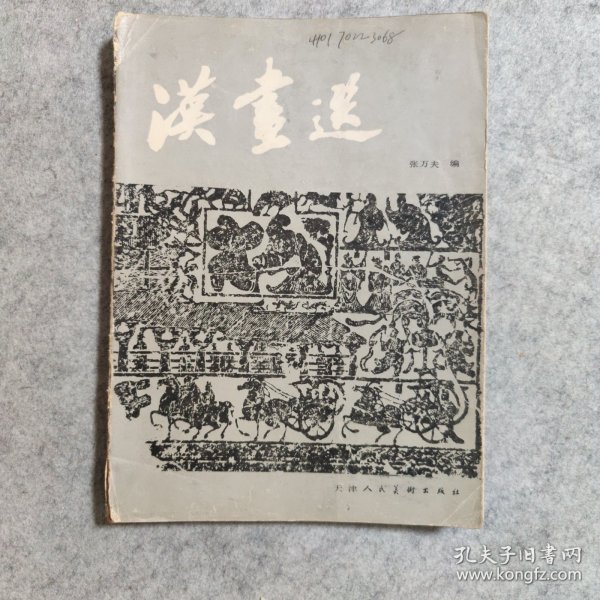 4401 7022-3068
漢畫選
张万夫 编
天津人民美術出版社
孔夫子旧书网
www.kongfz.com